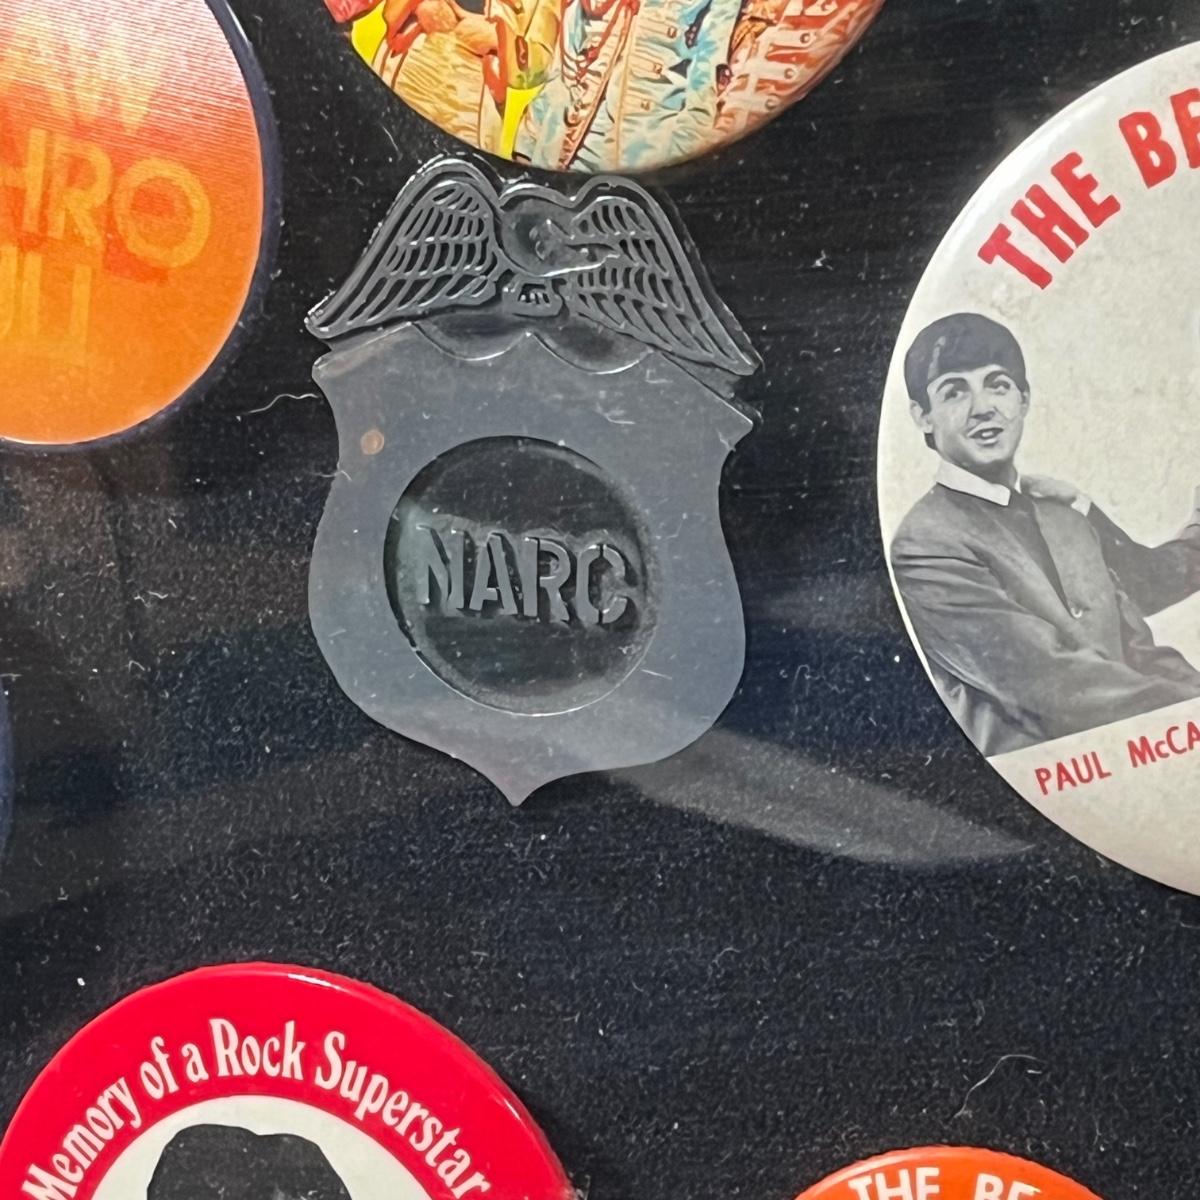 THE BE
NARC
PAUL McCA
Memory of a Rock Superstar
THE BE